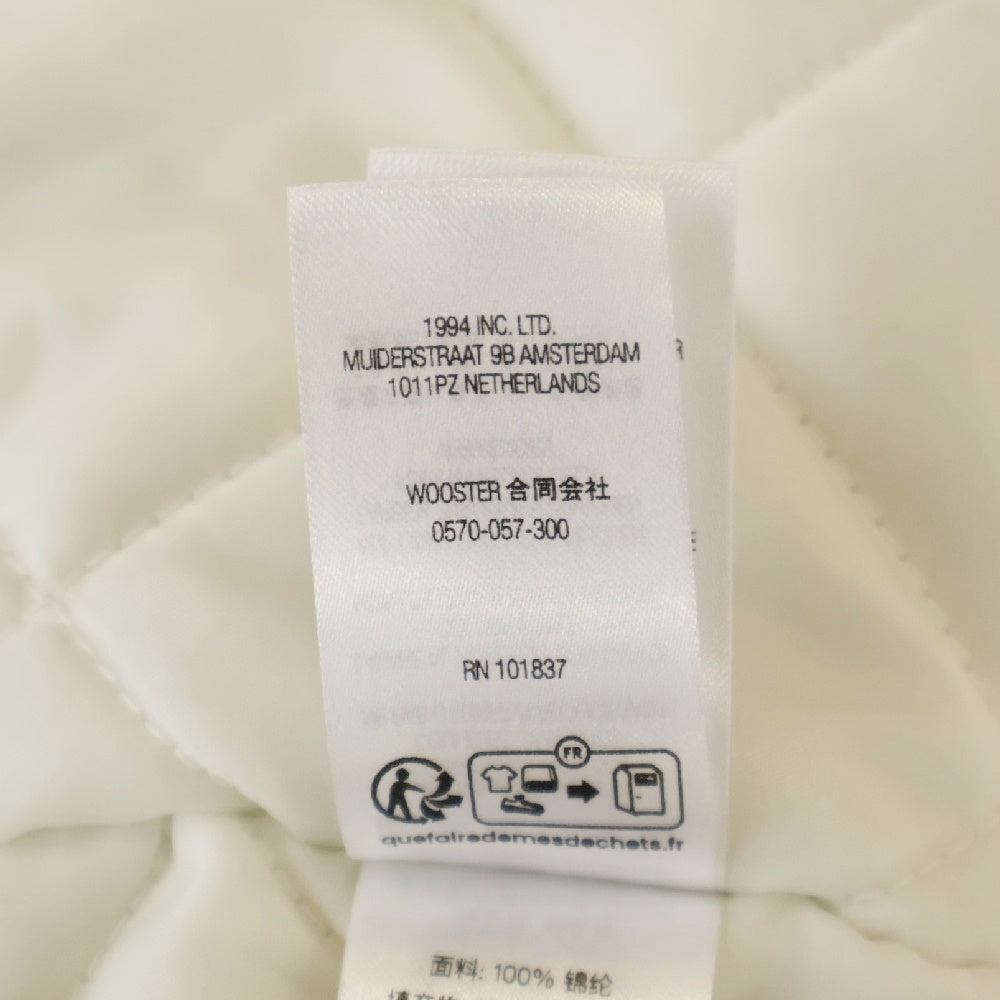 1994 INC. LTD.
MUIDERSTRAAT 9B AMSTERDAM
1011PZ NETHERLANDS
WOOSTER 合同会社
0570-057-300
RN 101837
FR
quefairedemesdechets.fr
面料: 100% 锦纶